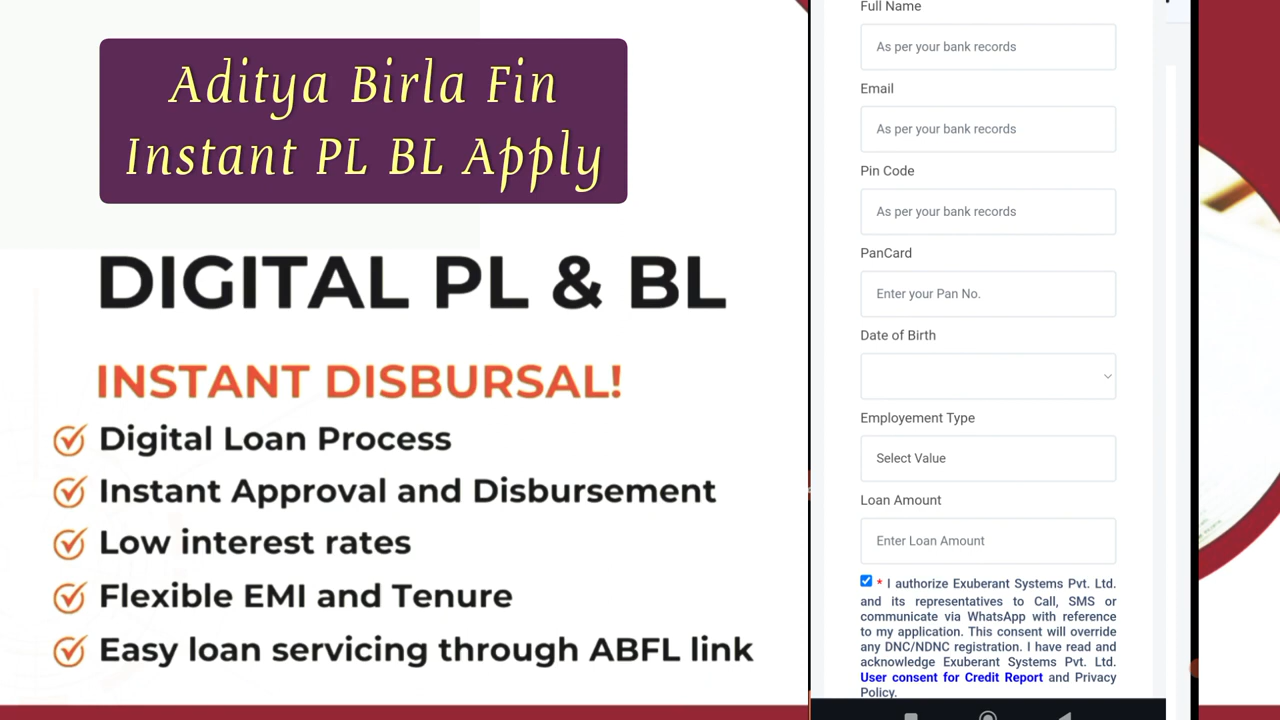 Aditya Birla Fin
Instant PL BL Apply
DIGITAL PL & BL
INSTANT DISBURSAL!
Digital Loan Process
Instant Approval and Disbursement
Low interest rates
Flexible EMI and Tenure
Easy loan servicing through ABFL link
Full Name
As per your bank records
Email
As per your bank records
Pin Code
As per your bank records
PanCard
Enter your Pan No.
Date of Birth
Employement Type
Select Value
Loan Amount
Enter Loan Amount
* I authorize Exuberant Systems Pvt. Ltd.
and its representatives to Call, SMS or
communicate via WhatsApp with reference
to my application. This consent will override
any DNC/NDNC registration. I have read and
acknowledge Exuberant Systems Pvt. Ltd.
User consent for Credit Report and Privacy
Policy.